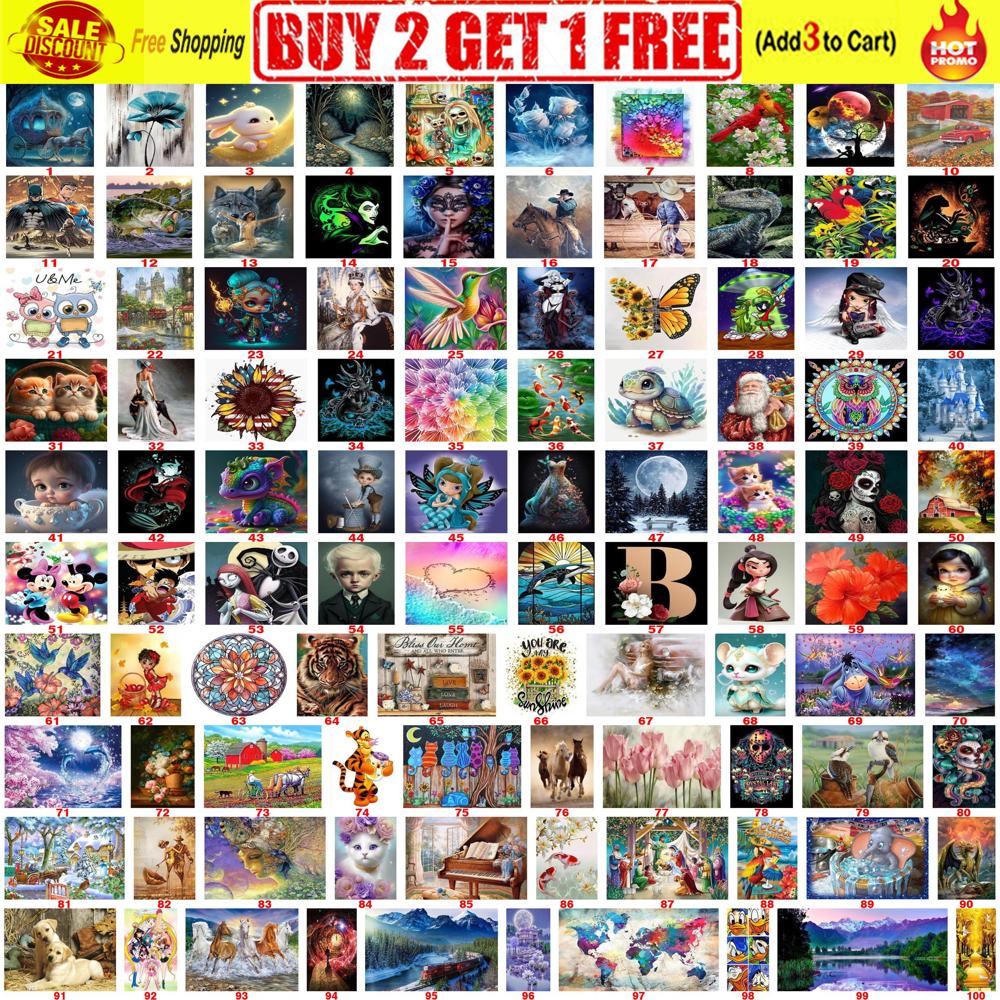 SALE
DISCOUNT
Free Shopping
BUY 2 GET 1 FREE
(Add3 to Cart)
HOT
PROMO
1 2 3 4 5 6 7 8 9 10
11 12 13 14 15 16 17 18 19 20
U&Me
21 22 23 24 25 26 27 28 29 30
31 32 33 34 35 36 37 38 39 40
41 42 43 44 45 46 47 48 49 50
B
51 52 53 54 55 56 57 58 59 60
Bless Our Home
AND ALL WHO ENTER
LIVE
LOVE
LAUGH
YOU ARE
MY
Sunshine
61 62 63 64 65 66 67 68 69 70
71 72 73 74 75 76 77 78 79 80
81 82 83 84 85 86 87 88 89 90
91 92 93 94 95 96 97 98 99 100